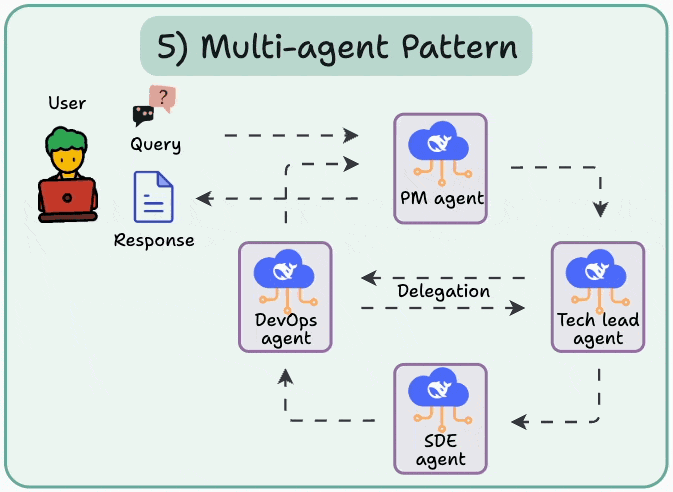 5) Multi-agent Pattern
User
?
Query
PM agent
Response
Delegation
DevOps
agent
Tech lead
agent
SDE
agent